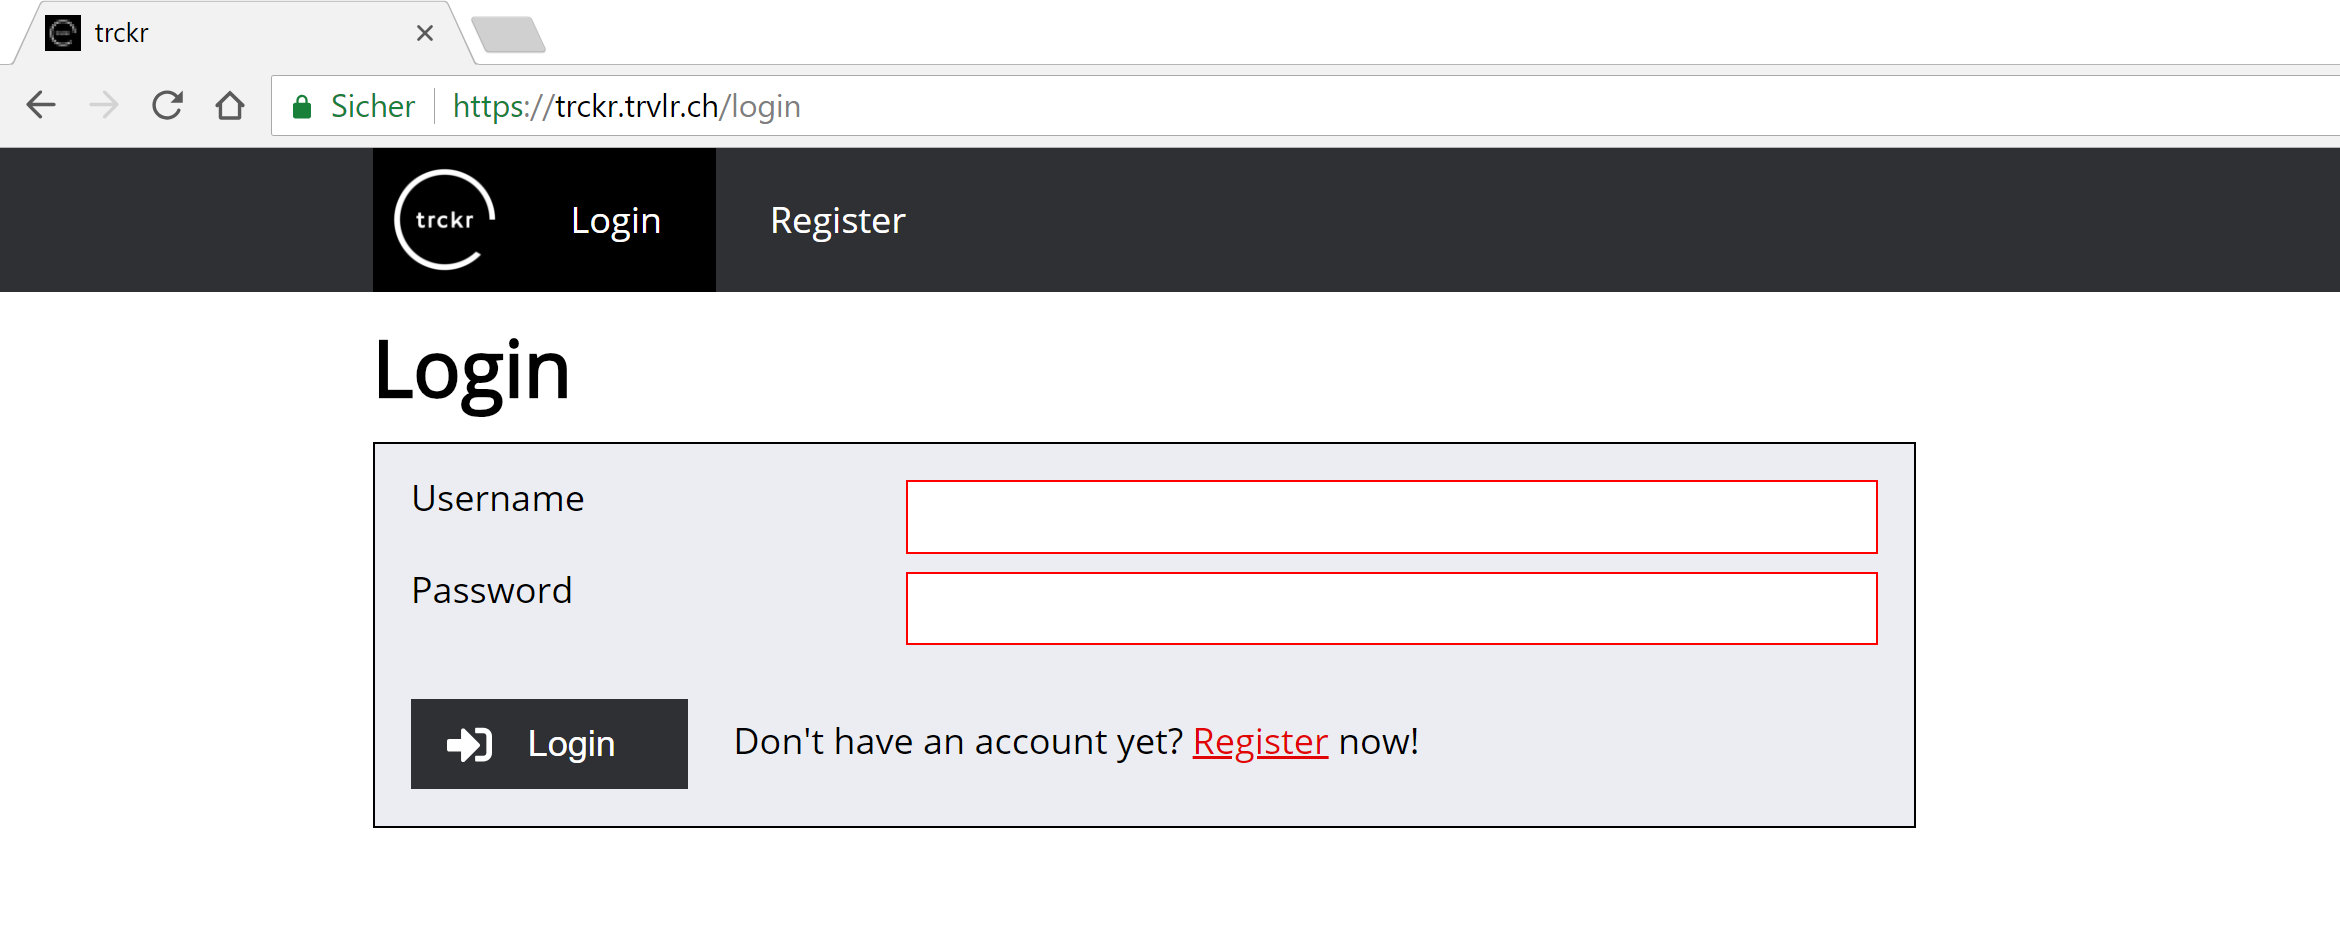 trckr
Sicher https://trckr.trvlr.ch/login
trckr Login Register
Login
Username
Password
Login Don't have an account yet? Register now!